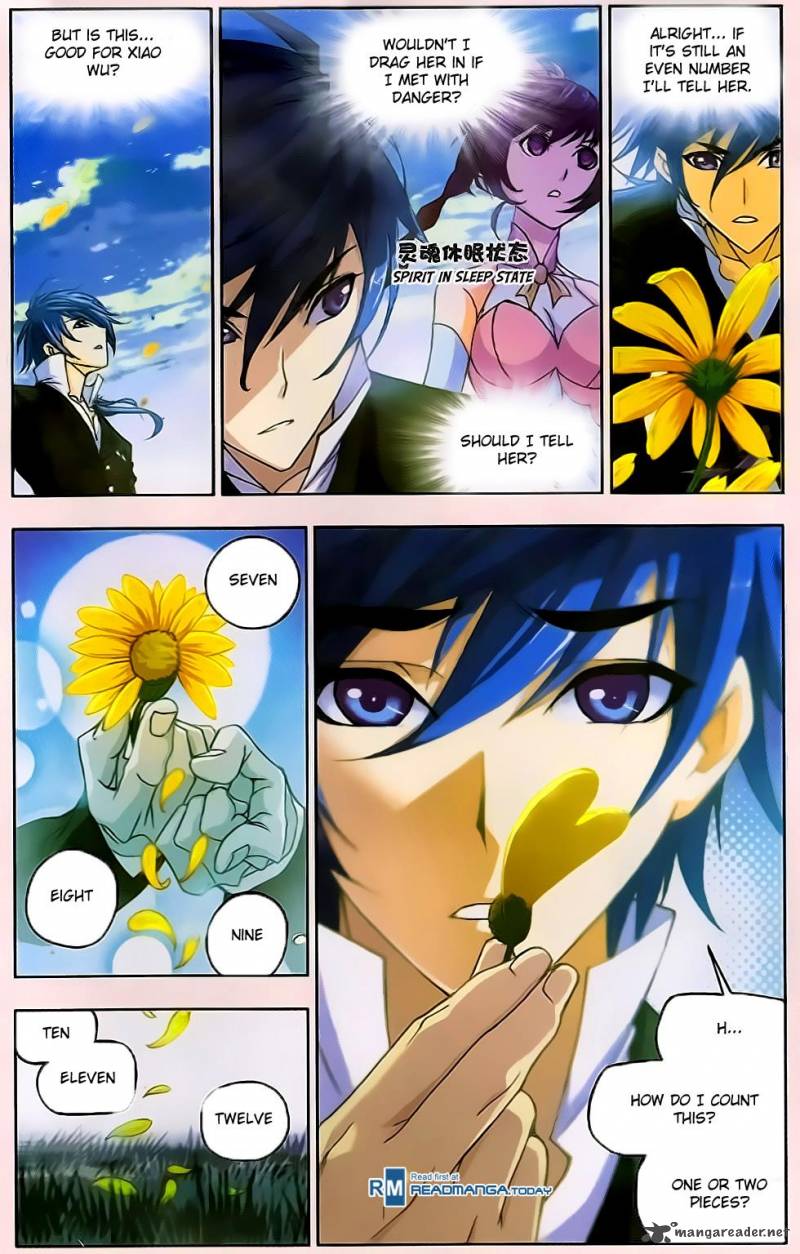 BUT IS THIS...
GOOD FOR XIAO
WU?
WOULDN'T I
DRAG HER IN IF
I MET WITH
DANGER?
灵魂休眠状态
SPIRIT IN SLEEP STATE
SHOULD I TELL
HER?
ALRIGHT... IF
IT'S STILL AN
EVEN NUMBER
I'LL TELL HER.
SEVEN
EIGHT
NINE
TEN
ELEVEN
TWELVE
H...
HOW DO I COUNT
THIS?
ONE OR TWO
PIECES?
RM
Read first at
READMANGA.TODAY
mangareader.net